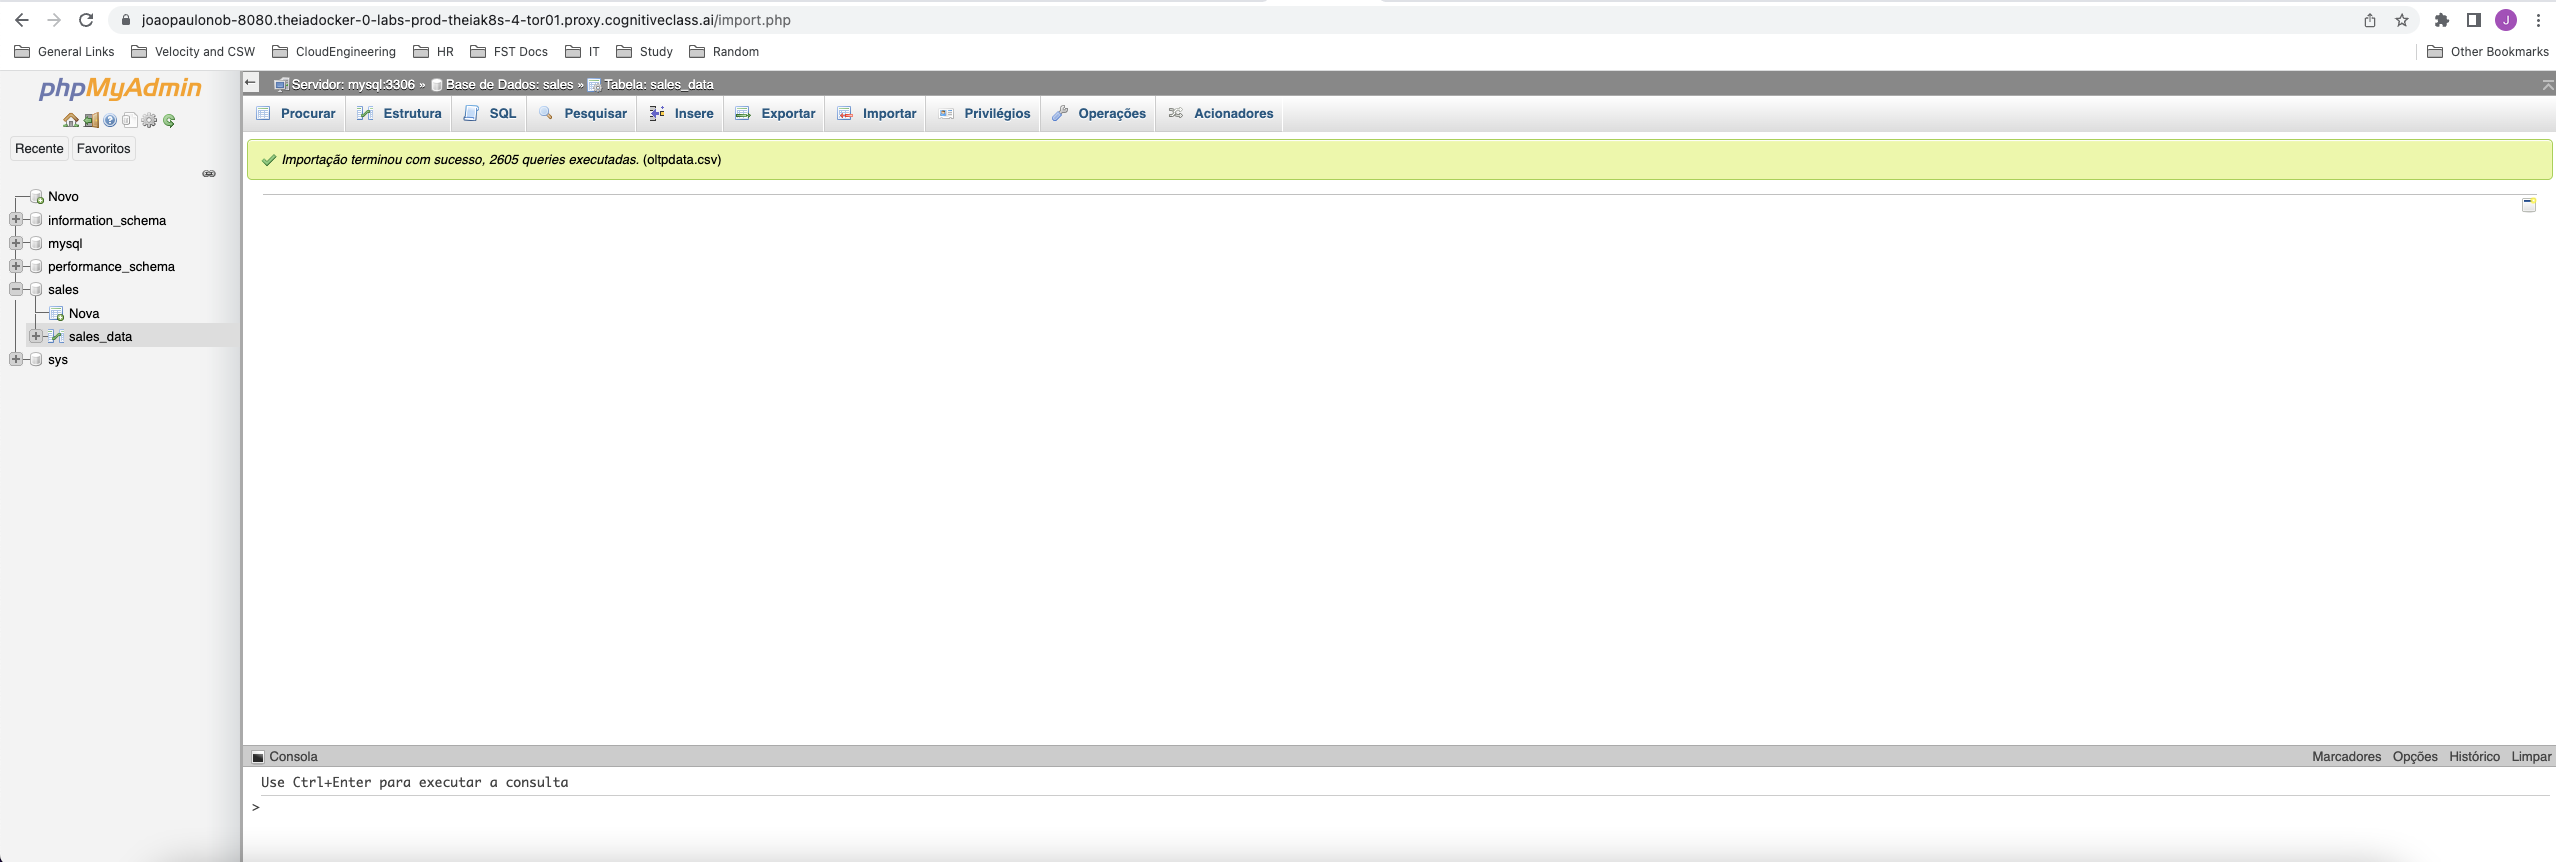 joaopaulonob-8080.theiadocker-0-labs-prod-theiak8s-4-tor01.proxy.cognitiveclass.ai/import.php
J
General Links Velocity and CSW CloudEngineering HR FST Docs IT Study Random Other Bookmarks
phpMyAdmin
Recente Favoritos
Novo
information_schema
mysql
performance_schema
sales
Nova
sales_data
sys
Servidor: mysql:3306 » Base de Dados: sales » Tabela: sales_data
Procurar Estrutura SQL Pesquisar Insere Exportar Importar Privilégios Operações Acionadores
Importação terminou com sucesso, 2605 queries executadas. (oltpdata.csv)
Consola Marcadores Opções Histórico Limpar
Use Ctrl+Enter para executar a consulta
>